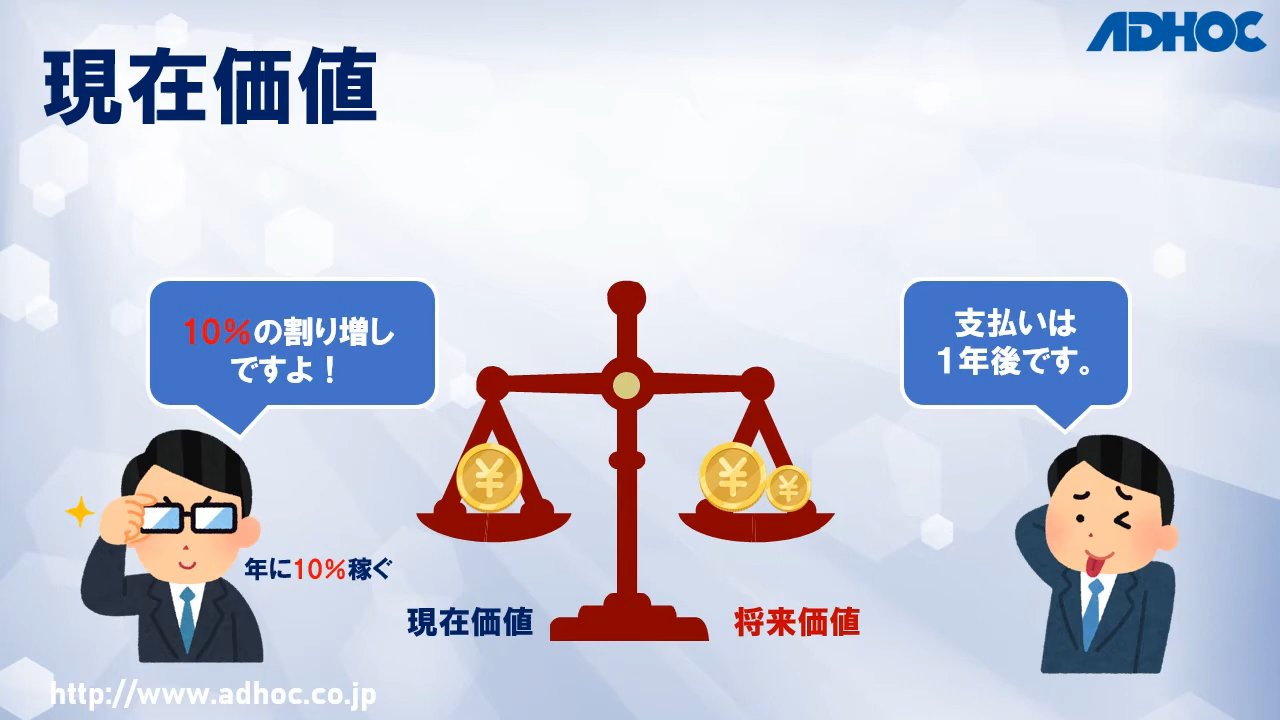 現在価値
ADHOC
10%の割り増し
ですよ！
支払いは
１年後です。
¥
¥
¥
年に10%稼ぐ
現在価値
将来価値
http://www.adhoc.co.jp